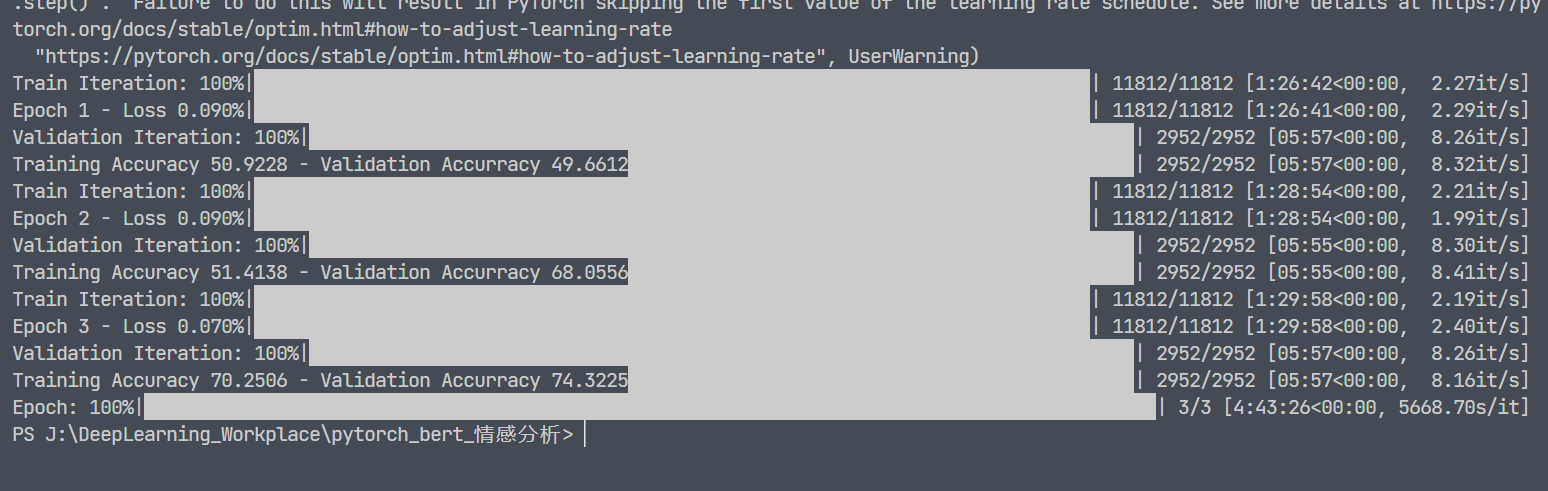 .step()`. Failure to do this will result in PyTorch skipping the first value of the learning rate schedule. See more details at https://py
torch.org/docs/stable/optim.html#how-to-adjust-learning-rate
"https://pytorch.org/docs/stable/optim.html#how-to-adjust-learning-rate", UserWarning)
Train Iteration: 100%| | 11812/11812 [1:26:42<00:00, 2.27it/s]
Epoch 1 - Loss 0.090%| | 11812/11812 [1:26:41<00:00, 2.29it/s]
Validation Iteration: 100%| | 2952/2952 [05:57<00:00, 8.26it/s]
Training Accuracy 50.9228 - Validation Accurracy 49.6612 | 2952/2952 [05:57<00:00, 8.32it/s]
Train Iteration: 100%| | 11812/11812 [1:28:54<00:00, 2.21it/s]
Epoch 2 - Loss 0.090%| | 11812/11812 [1:28:54<00:00, 1.99it/s]
Validation Iteration: 100%| | 2952/2952 [05:55<00:00, 8.30it/s]
Training Accuracy 51.4138 - Validation Accurracy 68.0556 | 2952/2952 [05:55<00:00, 8.41it/s]
Train Iteration: 100%| | 11812/11812 [1:29:58<00:00, 2.19it/s]
Epoch 3 - Loss 0.070%| | 11812/11812 [1:29:58<00:00, 2.40it/s]
Validation Iteration: 100%| | 2952/2952 [05:57<00:00, 8.26it/s]
Training Accuracy 70.2506 - Validation Accurracy 74.3225 | 2952/2952 [05:57<00:00, 8.16it/s]
Epoch: 100%| | 3/3 [4:43:26<00:00, 5668.70s/it]
PS J:\DeepLearning_Workplace\pytorch_bert_情感分析>